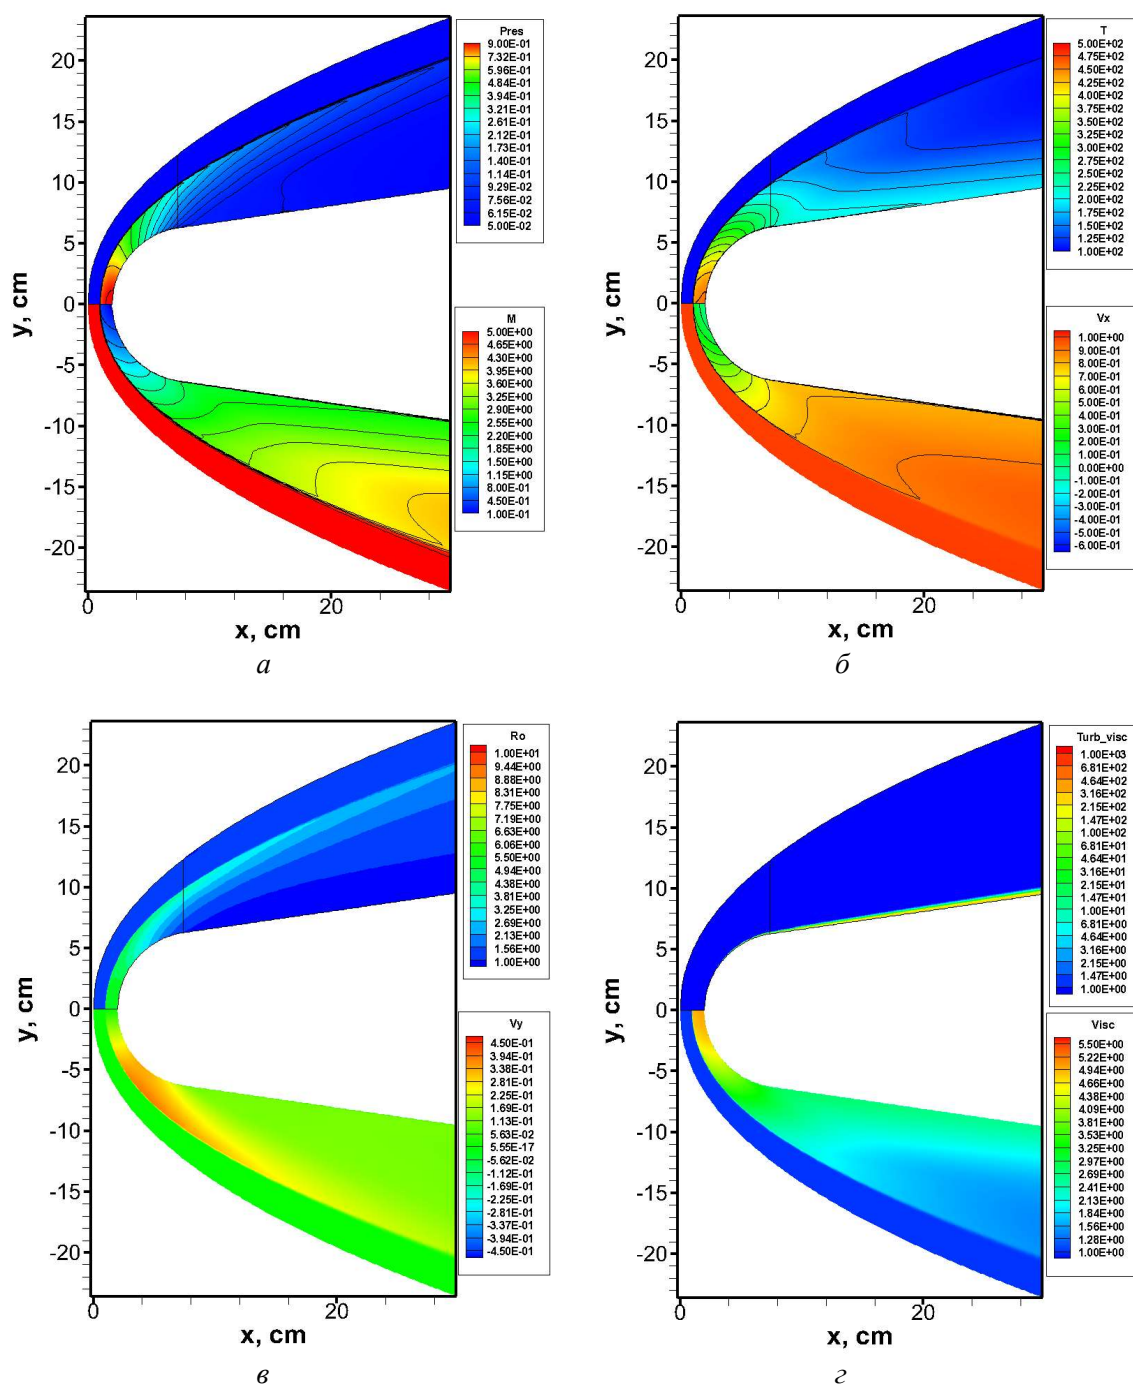 Pres
9.00E-01
7.32E-01
5.96E-01
4.84E-01
3.94E-01
3.21E-01
2.61E-01
2.12E-01
1.73E-01
1.40E-01
1.14E-01
9.29E-02
7.56E-02
6.15E-02
5.00E-02
M
5.00E+00
4.65E+00
4.30E+00
3.95E+00
3.60E+00
3.25E+00
2.90E+00
2.55E+00
2.20E+00
1.85E+00
1.50E+00
1.15E+00
8.00E-01
4.50E-01
1.00E-01
20
15
10
5
0
-5
-10
-15
-20
y, cm
0
20
x, cm
а
T
5.00E+02
4.75E+02
4.50E+02
4.25E+02
4.00E+02
3.75E+02
3.50E+02
3.25E+02
3.00E+02
2.75E+02
2.50E+02
2.25E+02
2.00E+02
1.75E+02
1.50E+02
1.25E+02
1.00E+02
Vx
1.00E+00
9.00E-01
8.00E-01
7.00E-01
6.00E-01
5.00E-01
4.00E-01
3.00E-01
2.00E-01
1.00E-01
0.00E+00
-1.00E-01
-2.00E-01
-3.00E-01
-4.00E-01
-5.00E-01
-6.00E-01
20
15
10
5
0
-5
-10
-15
-20
y, cm
0
20
x, cm
б
Ro
1.00E+01
9.44E+00
8.88E+00
8.31E+00
7.75E+00
7.19E+00
6.63E+00
6.06E+00
5.50E+00
4.94E+00
4.38E+00
3.81E+00
3.25E+00
2.69E+00
2.13E+00
1.56E+00
1.00E+00
Vy
4.50E-01
3.94E-01
3.38E-01
2.81E-01
2.25E-01
1.69E-01
1.13E-01
5.63E-02
5.55E-17
-5.62E-02
-1.12E-01
-1.69E-01
-2.25E-01
-2.81E-01
-3.37E-01
-3.94E-01
-4.50E-01
20
15
10
5
0
-5
-10
-15
-20
y, cm
0
20
x, cm
в
Turb_visc
1.00E+03
6.81E+02
4.64E+02
3.16E+02
2.15E+02
1.47E+02
1.00E+02
6.81E+01
4.64E+01
3.16E+01
2.15E+01
1.47E+01
1.00E+01
6.81E+00
4.64E+00
3.16E+00
2.15E+00
1.47E+00
1.00E+00
Visc
5.50E+00
5.22E+00
4.94E+00
4.66E+00
4.38E+00
4.09E+00
3.81E+00
3.53E+00
3.25E+00
2.97E+00
2.69E+00
2.41E+00
2.13E+00
1.84E+00
1.56E+00
1.28E+00
1.00E+00
20
15
10
5
0
-5
-10
-15
-20
y, cm
0
20
x, cm
г